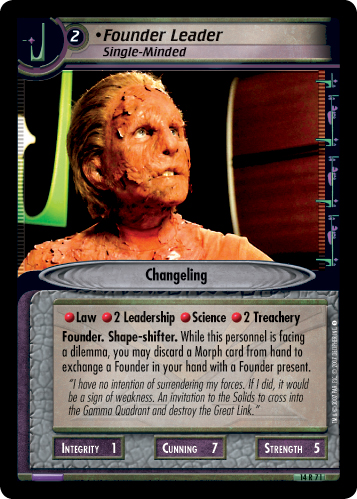 2
•Founder Leader
Single-Minded
Changeling
Law 2 Leadership Science 2 Treachery
Founder. Shape-shifter. While this personnel is facing
a dilemma, you may discard a Morph card from hand to
exchange a Founder in your hand with a Founder present.
"I have no intention of surrendering my forces. If I did, it would
be a sign of weakness. An invitation to the Solids to cross into
the Gamma Quadrant and destroy the Great Link."
INTEGRITY 1 CUNNING 7 STRENGTH 5
14 R 71